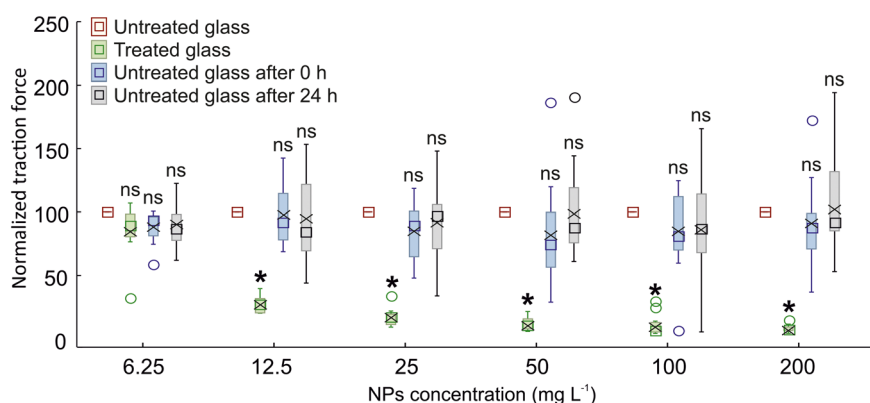 250
200
150
100
50
0
Normalized traction force
Untreated glass
Treated glass
Untreated glass after 0 h
Untreated glass after 24 h
ns
ns
ns
*
ns
ns
*
ns
ns
*
ns
ns
*
ns
ns
*
ns
ns
6.25
12.5
25
50
100
200
NPs concentration (mg L⁻¹)